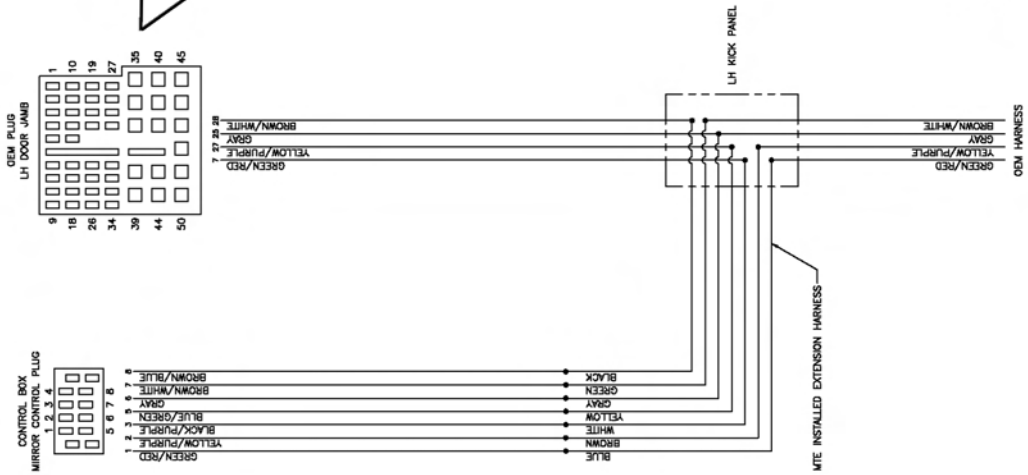 OEM PLUG
LH DOOR JAMB
1 10 19 27 35 40 45
9 18 26 34 39 44 50
28 BROWN/WHITE
25 GRAY
27 YELLOW/PURPLE
7 GREEN/RED
LH KICK PANEL
BROWN/WHITE
GRAY
YELLOW/PURPLE
GREEN/RED
OEM HARNESS
CONTROL BOX
MIRROR CONTROL PLUG
1 2 3 4
5 6 7 8
8 BROWN/BLUE
7 BROWN/WHITE
6 GRAY
5 BLUE/GREEN
3 BLACK/PURPLE
2 YELLOW/PURPLE
1 GREEN/RED
BLACK
GREEN
GRAY
YELLOW
WHITE
BROWN
BLUE
MTE INSTALLED EXTENSION HARNESS